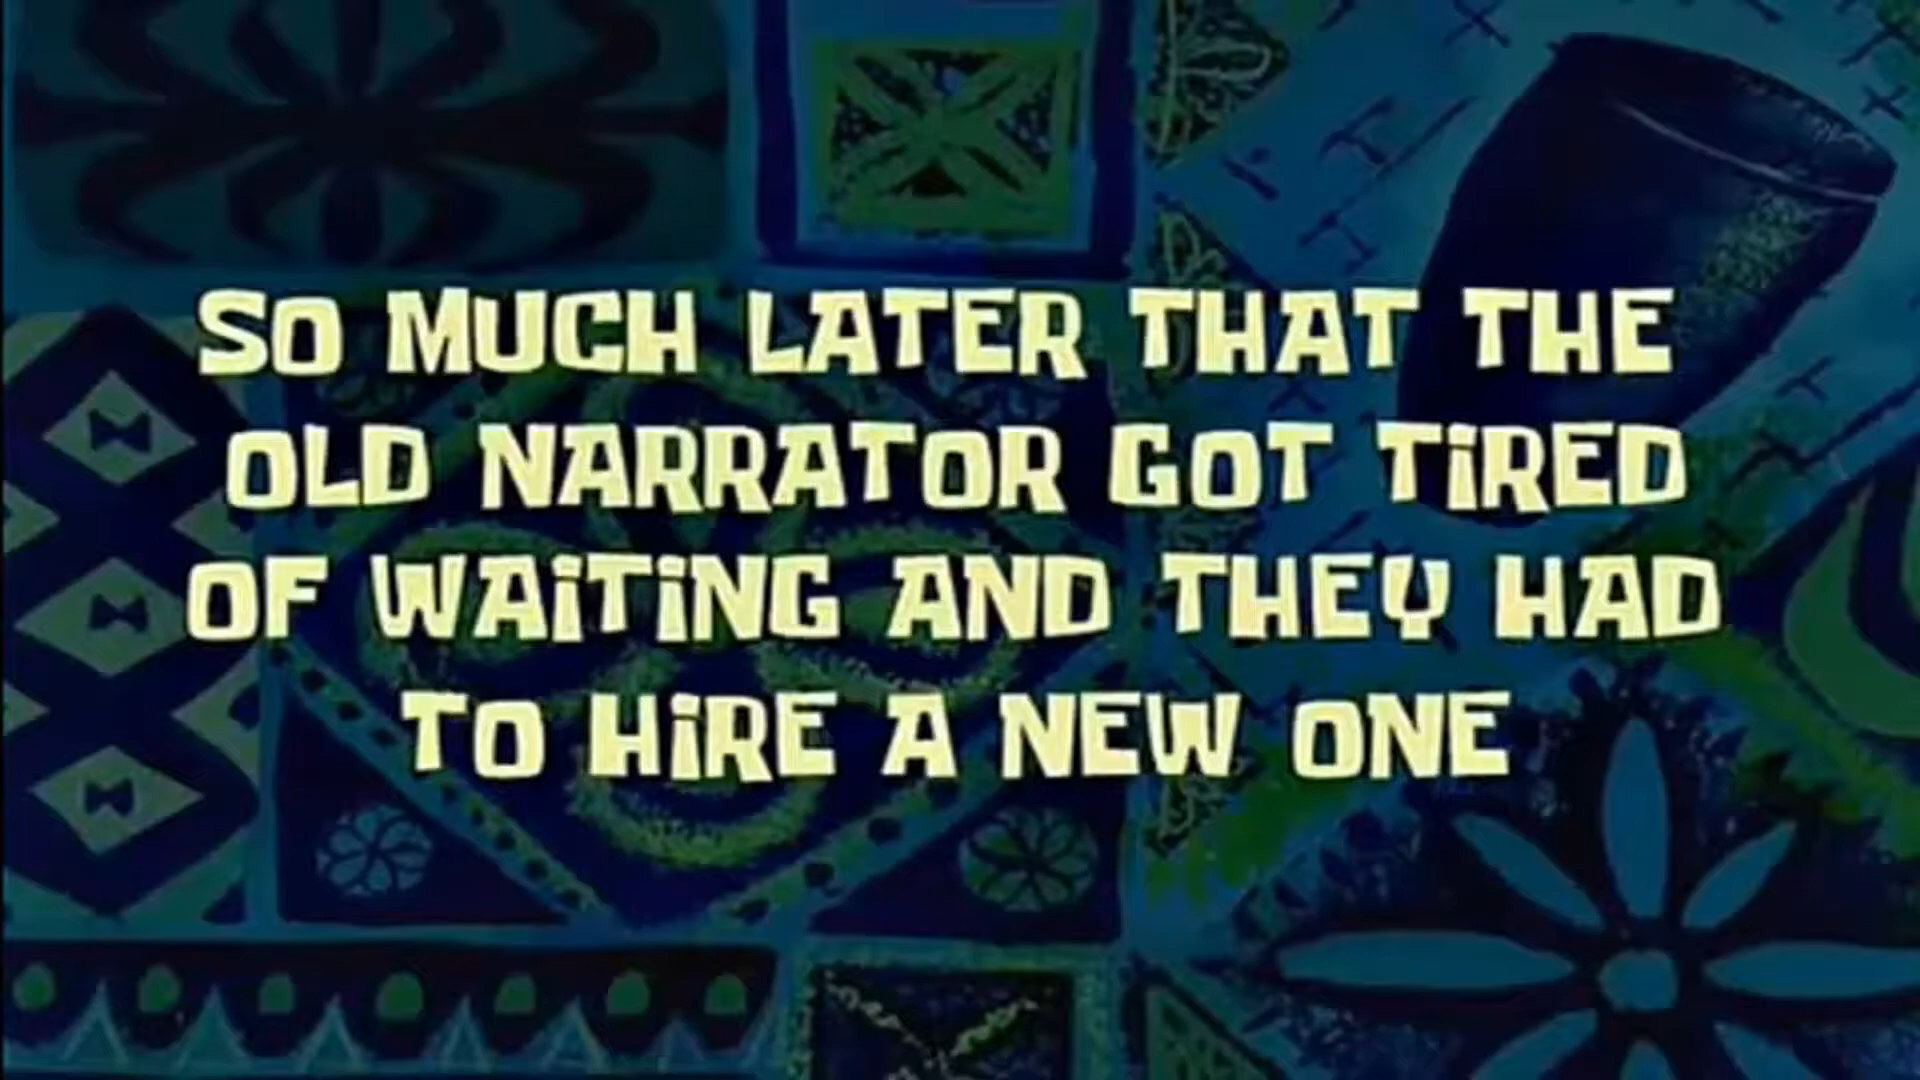 SO MUCH LATER THAT THE
OLD NARRATOR GOT TIRED
OF WAITING AND THEY HAD
TO HIRE A NEW ONE